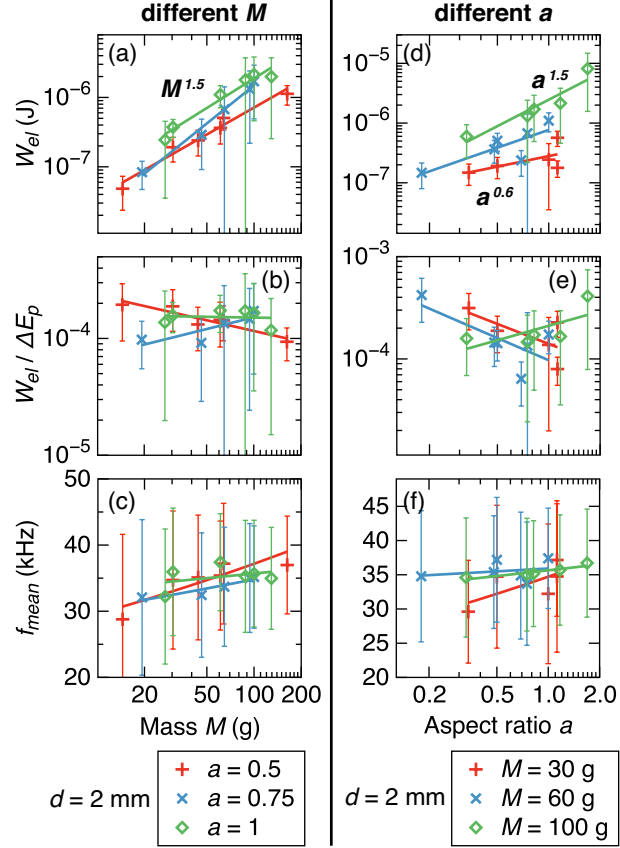 different M
different a
(a)
M^1.5
W_el (J)
10^-6
10^-7
(d)
a^1.5
a^0.6
10^-5
10^-6
10^-7
(b)
W_el / ΔE_p
10^-4
10^-5
(e)
10^-3
10^-4
(c)
f_mean (kHz)
50
40
30
20
20
50
100
200
Mass M (g)
(f)
45
40
35
30
25
20
0.2
0.5
1.0
2.0
Aspect ratio a
d = 2 mm
a = 0.5
a = 0.75
a = 1
d = 2 mm
M = 30 g
M = 60 g
M = 100 g